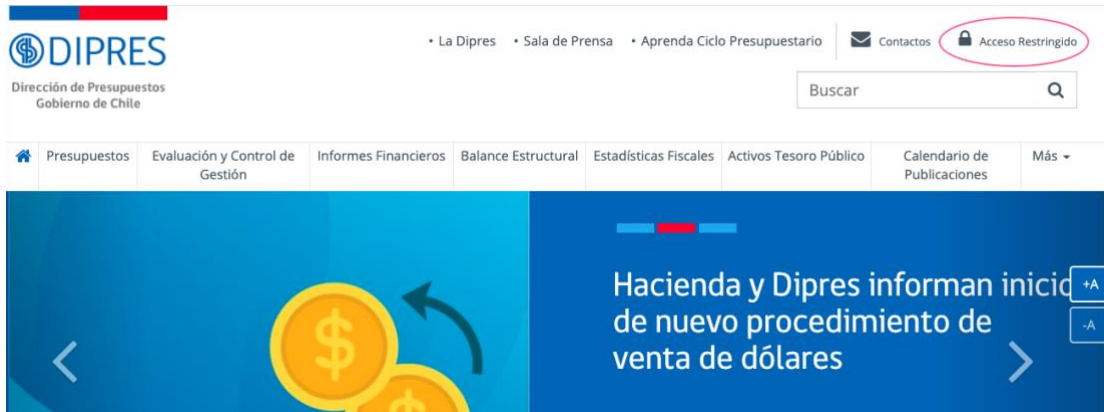 DIPRES
Dirección de Presupuestos
Gobierno de Chile
• La Dipres • Sala de Prensa • Aprenda Ciclo Presupuestario Contactos Acceso Restringido
Buscar
Presupuestos Evaluación y Control de Gestión Informes Financieros Balance Estructural Estadísticas Fiscales Activos Tesoro Público Calendario de Publicaciones Más
Hacienda y Dipres informan inicio
de nuevo procedimiento de
venta de dólares
+A
-A